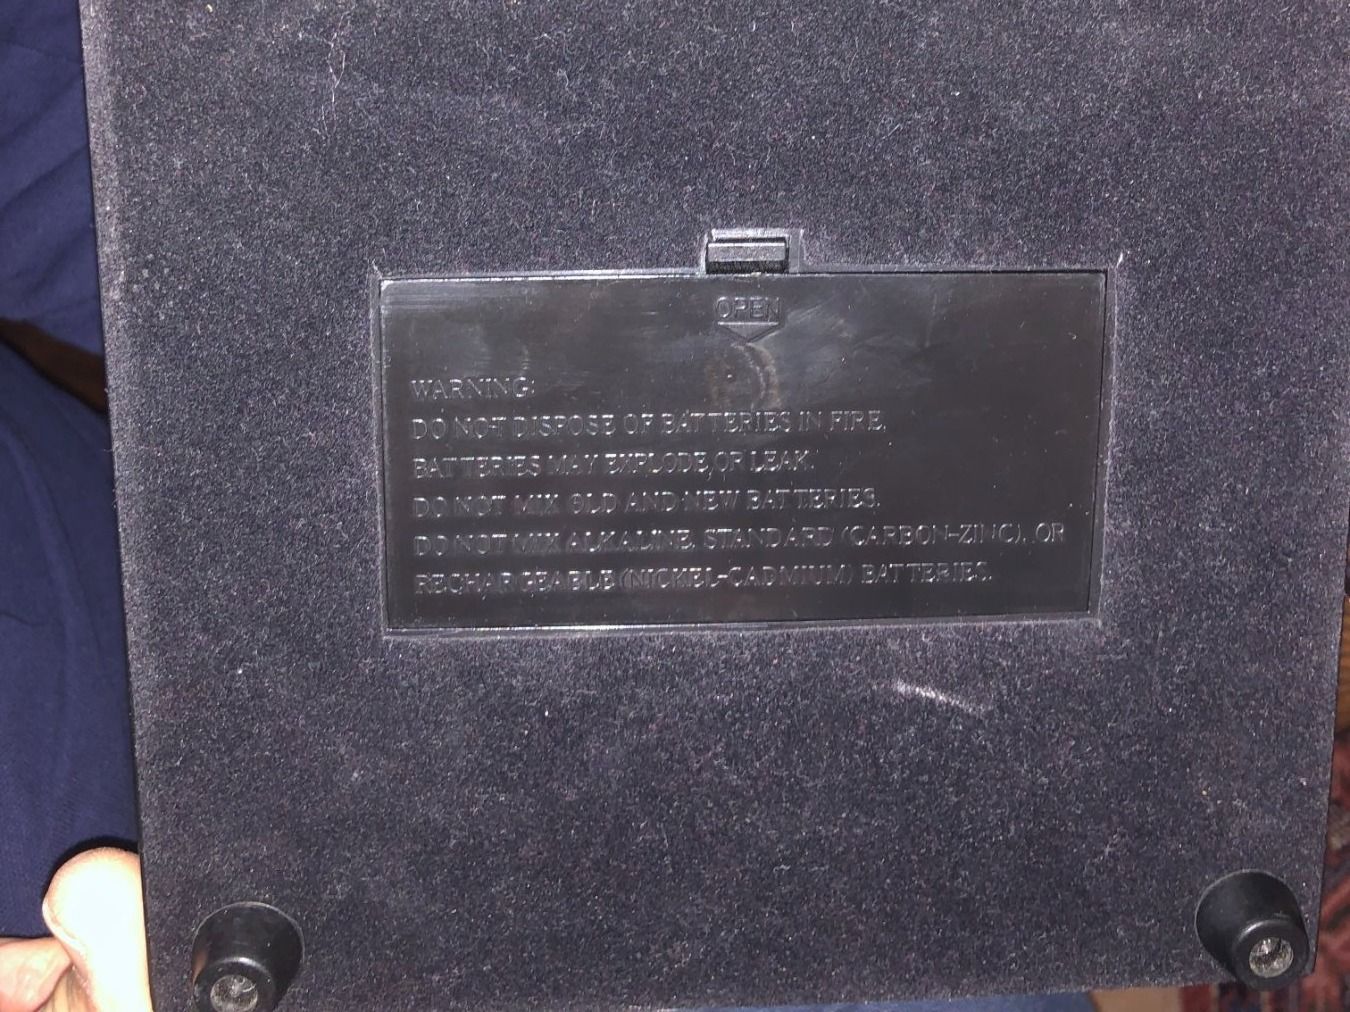 OPEN
WARNING:
DO NOT DISPOSE OF BATTERIES IN FIRE.
BATTERIES MAY EXPLODE OR LEAK.
DO NOT MIX OLD AND NEW BATTERIES.
DO NOT MIX ALKALINE, STANDARD (CARBON-ZINC), OR
RECHARGEABLE (NICKEL-CADMIUM) BATTERIES.